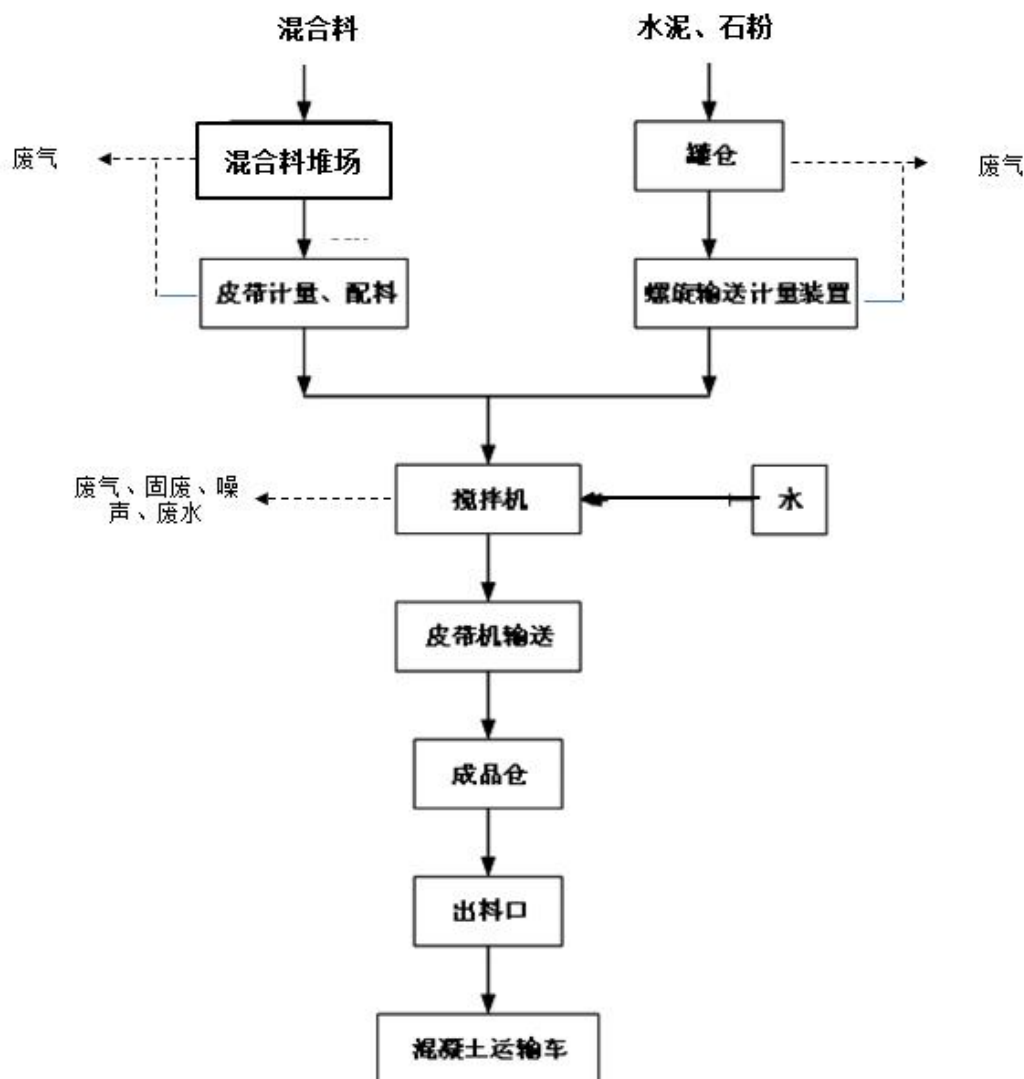 混合料
水泥、石粉
废气
混合料堆场
罐仓
废气
皮带计量、配料
螺旋输送计量装置
废气、固废、噪
声、废水
搅拌机
水
皮带机输送
成品仓
出料口
混凝土运输车